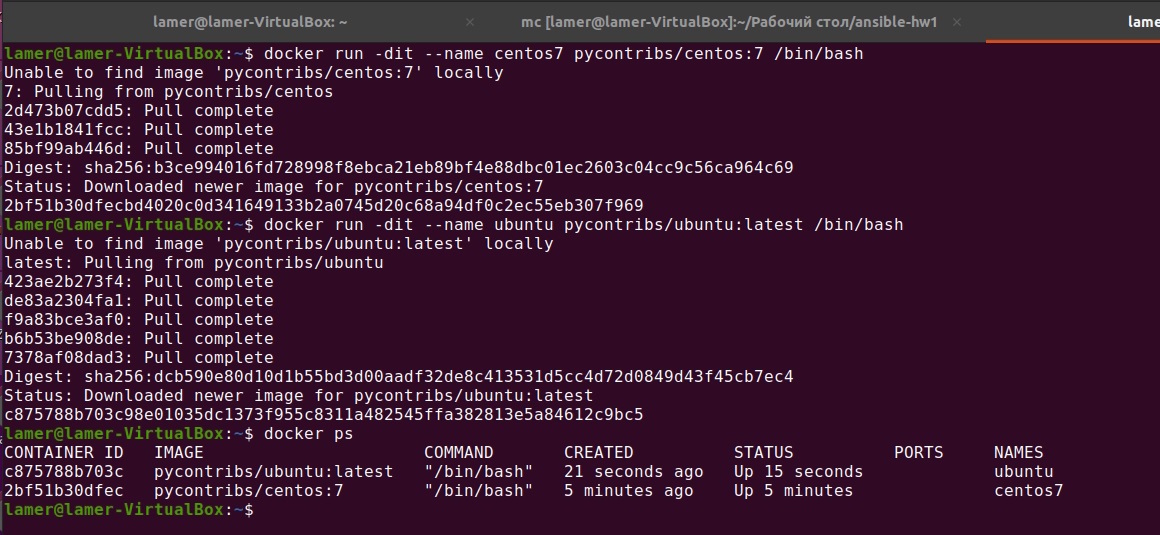 lamer@lamer-VirtualBox: ~ × mc [lamer@lamer-VirtualBox]:~/Рабочий стол/ansible-hw1 × lame
lamer@lamer-VirtualBox:~$ docker run -dit --name centos7 pycontribs/centos:7 /bin/bash
Unable to find image 'pycontribs/centos:7' locally
7: Pulling from pycontribs/centos
2d473b07cdd5: Pull complete
43e1b1841fcc: Pull complete
85bf99ab446d: Pull complete
Digest: sha256:b3ce994016fd728998f8ebca21eb89bf4e88dbc01ec2603c04cc9c56ca964c69
Status: Downloaded newer image for pycontribs/centos:7
2bf51b30dfecbd4020c0d341649133b2a0745d20c68a94df0c2ec55eb307f969
lamer@lamer-VirtualBox:~$ docker run -dit --name ubuntu pycontribs/ubuntu:latest /bin/bash
Unable to find image 'pycontribs/ubuntu:latest' locally
latest: Pulling from pycontribs/ubuntu
423ae2b273f4: Pull complete
de83a2304fa1: Pull complete
f9a83bce3af0: Pull complete
b6b53be908de: Pull complete
7378af08dad3: Pull complete
Digest: sha256:dcb590e80d10d1b55bd3d00aadf32de8c413531d5cc4d72d0849d43f45cb7ec4
Status: Downloaded newer image for pycontribs/ubuntu:latest
c875788b703c98e01035dc1373f955c8311a482545ffa382813e5a84612c9bc5
lamer@lamer-VirtualBox:~$ docker ps
CONTAINER ID   IMAGE                      COMMAND       CREATED          STATUS          PORTS     NAMES
c875788b703c   pycontribs/ubuntu:latest   "/bin/bash"   21 seconds ago   Up 15 seconds             ubuntu
2bf51b30dfec   pycontribs/centos:7        "/bin/bash"   5 minutes ago    Up 5 minutes              centos7
lamer@lamer-VirtualBox:~$